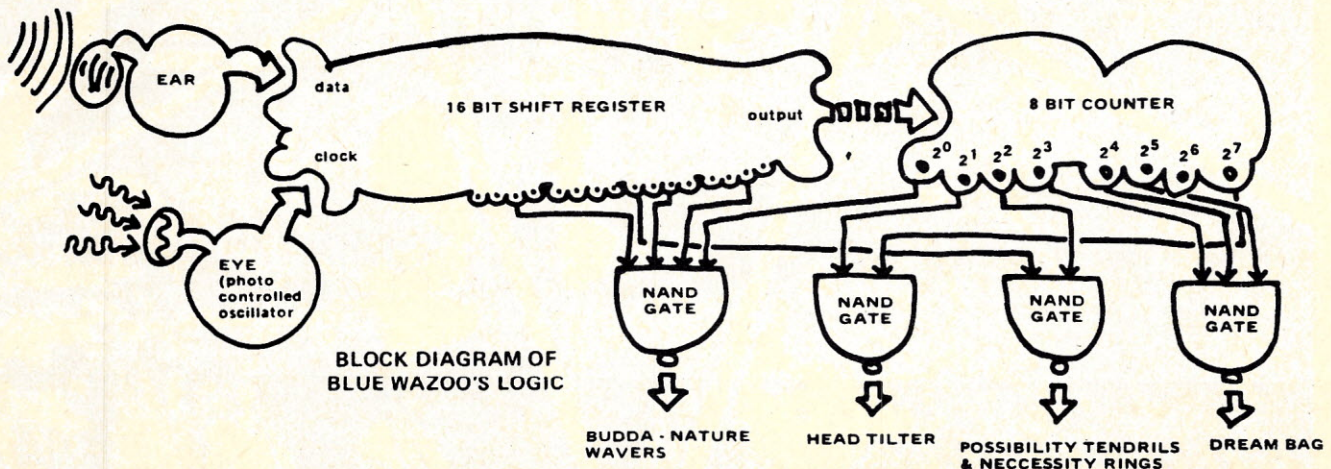 EAR
data
16 BIT SHIFT REGISTER
output
8 BIT COUNTER
clock
2⁰ 2¹ 2² 2³ 2⁴ 2⁵ 2⁶ 2⁷
EYE
(photo
controlled
oscillator
NAND
GATE
NAND
GATE
NAND
GATE
NAND
GATE
BLOCK DIAGRAM OF
BLUE WAZOO'S LOGIC
BUDDA - NATURE
WAVERS
HEAD TILTER
POSSIBILITY TENDRILS
& NECCESSITY RINGS
DREAM BAG